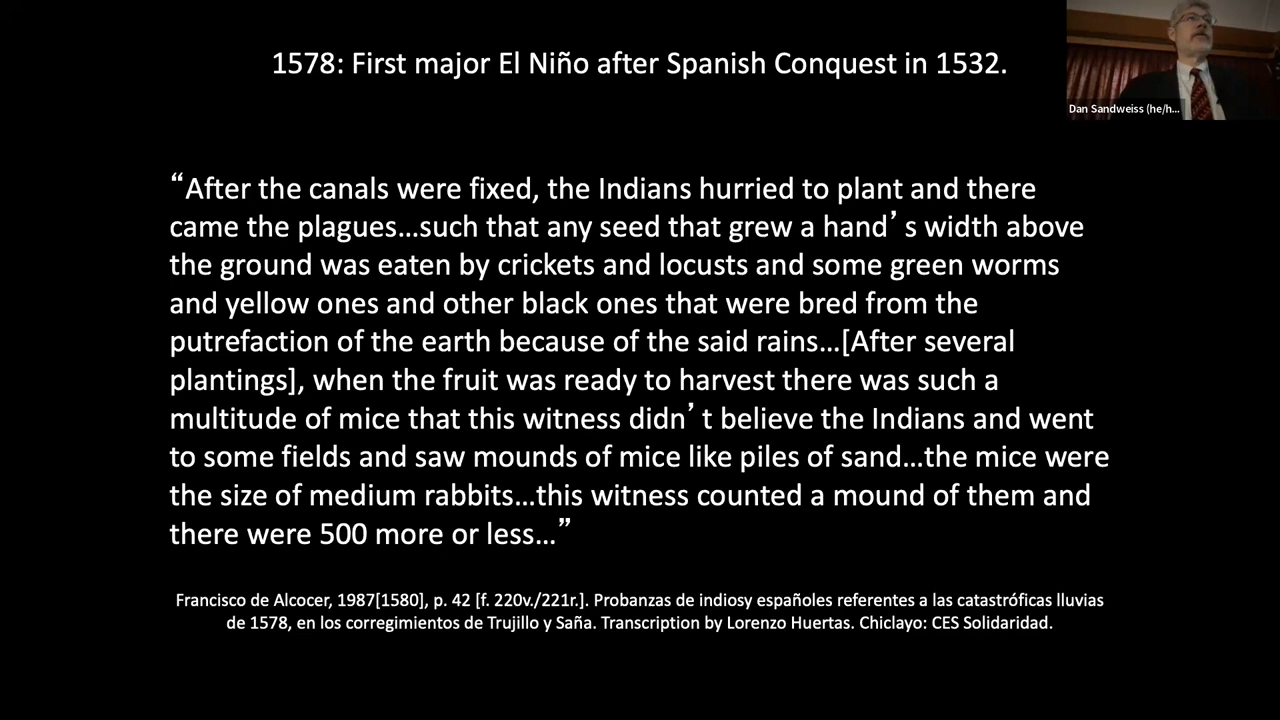 1578: First major El Niño after Spanish Conquest in 1532.
Dan Sandweiss (he/h...
“After the canals were fixed, the Indians hurried to plant and there
came the plagues...such that any seed that grew a hand’ s width above
the ground was eaten by crickets and locusts and some green worms
and yellow ones and other black ones that were bred from the
putrefaction of the earth because of the said rains...[After several
plantings], when the fruit was ready to harvest there was such a
multitude of mice that this witness didn’ t believe the Indians and went
to some fields and saw mounds of mice like piles of sand...the mice were
the size of medium rabbits...this witness counted a mound of them and
there were 500 more or less...”
Francisco de Alcocer, 1987[1580], p. 42 [f. 220v./221r.]. Probanzas de indiosy españoles referentes a las catastróficas lluvias
de 1578, en los corregimientos de Trujillo y Saña. Transcription by Lorenzo Huertas. Chiclayo: CES Solidaridad.